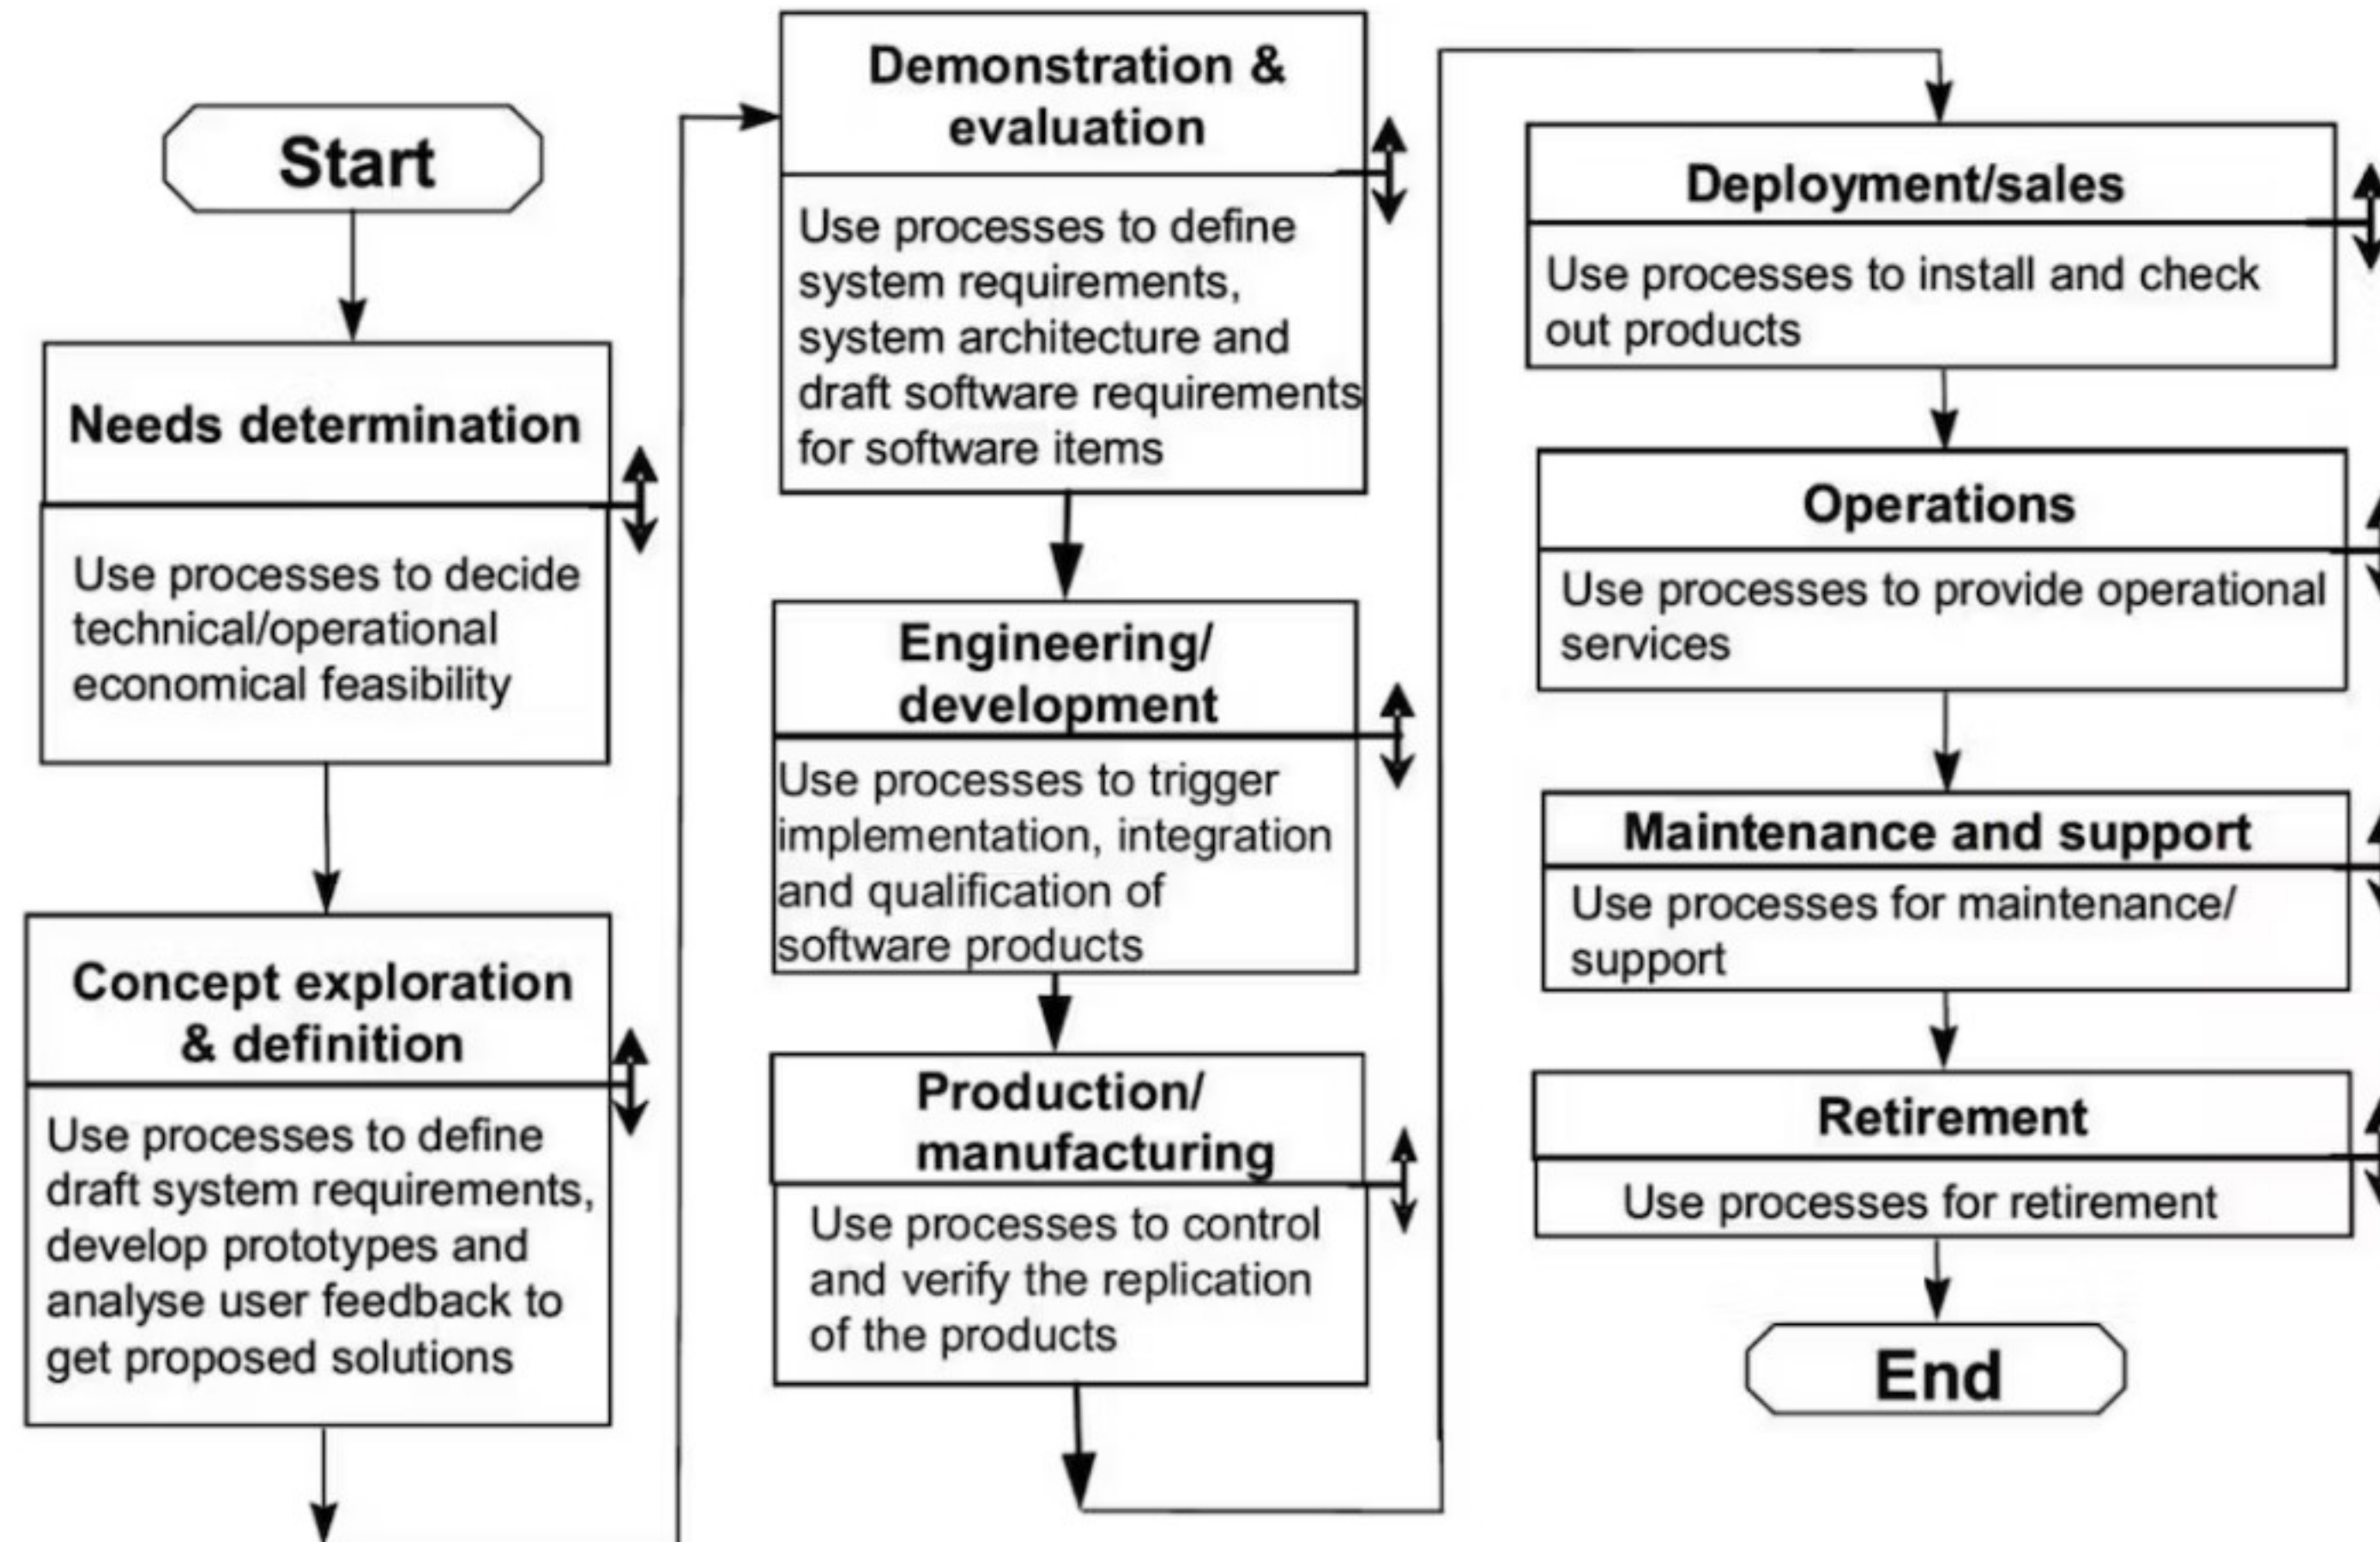 Start
Needs determination
Use processes to decide
technical/operational
economical feasibility
Concept exploration
& definition
Use processes to define
draft system requirements,
develop prototypes and
analyse user feedback to
get proposed solutions
Demonstration &
evaluation
Use processes to define
system requirements,
system architecture and
draft software requirements
for software items
Engineering/
development
Use processes to trigger
implementation, integration
and qualification of
software products
Production/
manufacturing
Use processes to control
and verify the replication
of the products
Deployment/sales
Use processes to install and check
out products
Operations
Use processes to provide operational
services
Maintenance and support
Use processes for maintenance/
support
Retirement
Use processes for retirement
End